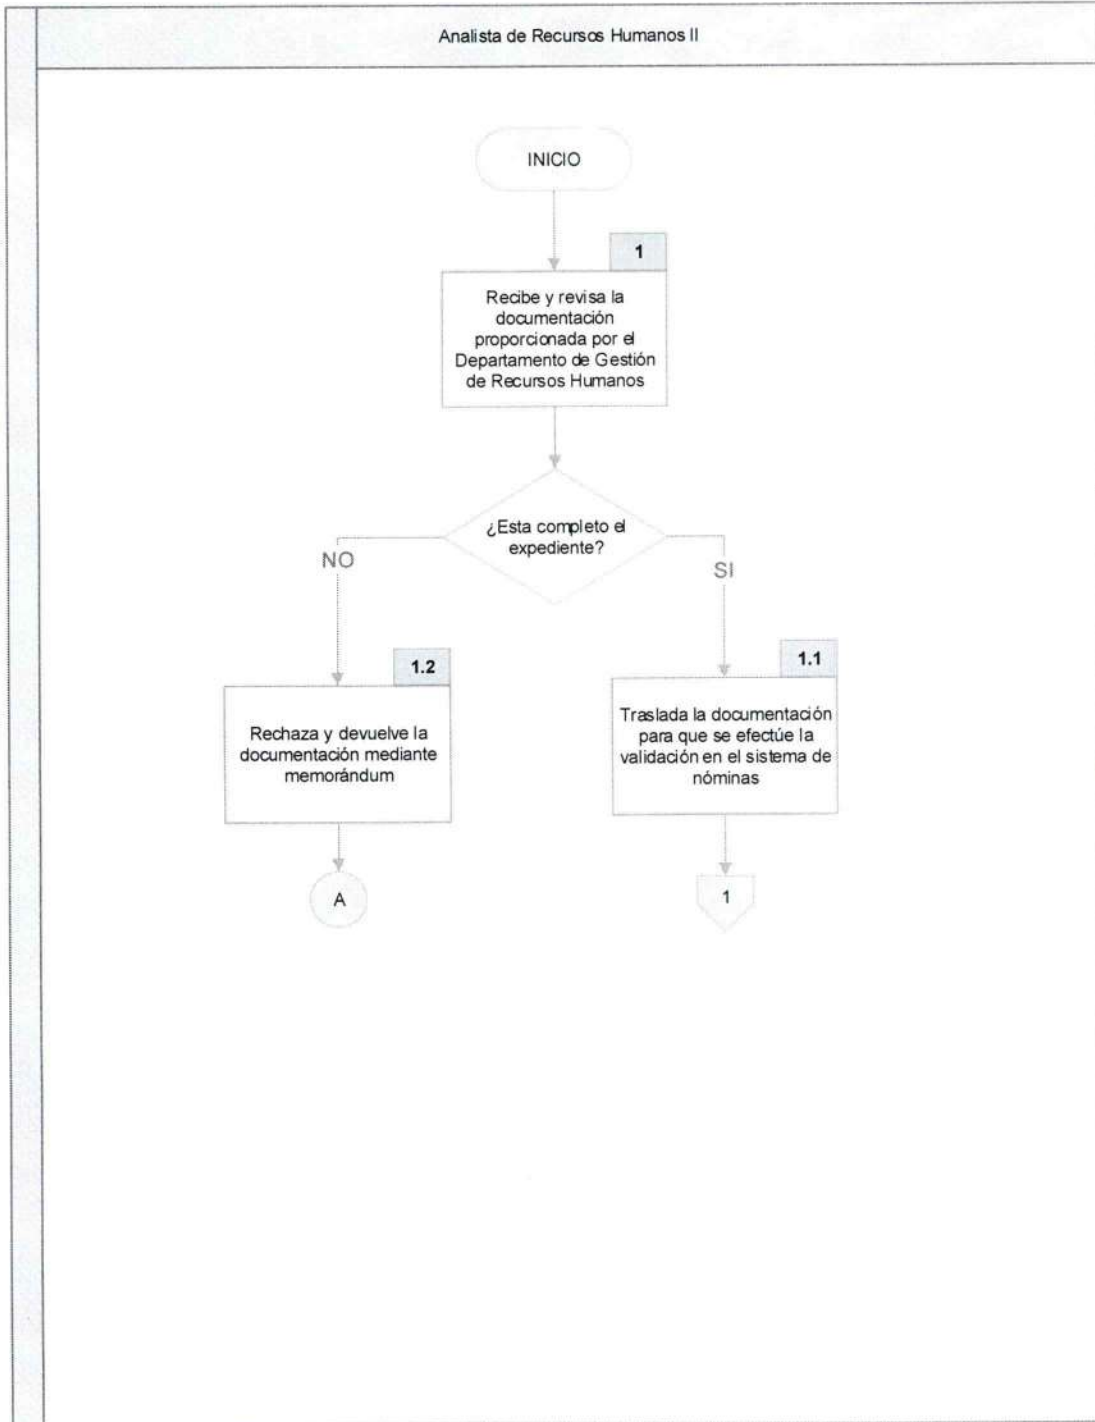 Analista de Recursos Humanos II
INICIO
1
Recibe y revisa la
documentación
proporcionada por el
Departamento de Gestión
de Recursos Humanos
¿Esta completo el
expediente?
NO
SI
1.2
Rechaza y devuelve la
documentación mediante
memorándum
1.1
Traslada la documentación
para que se efectúe la
validación en el sistema de
nóminas
A
1